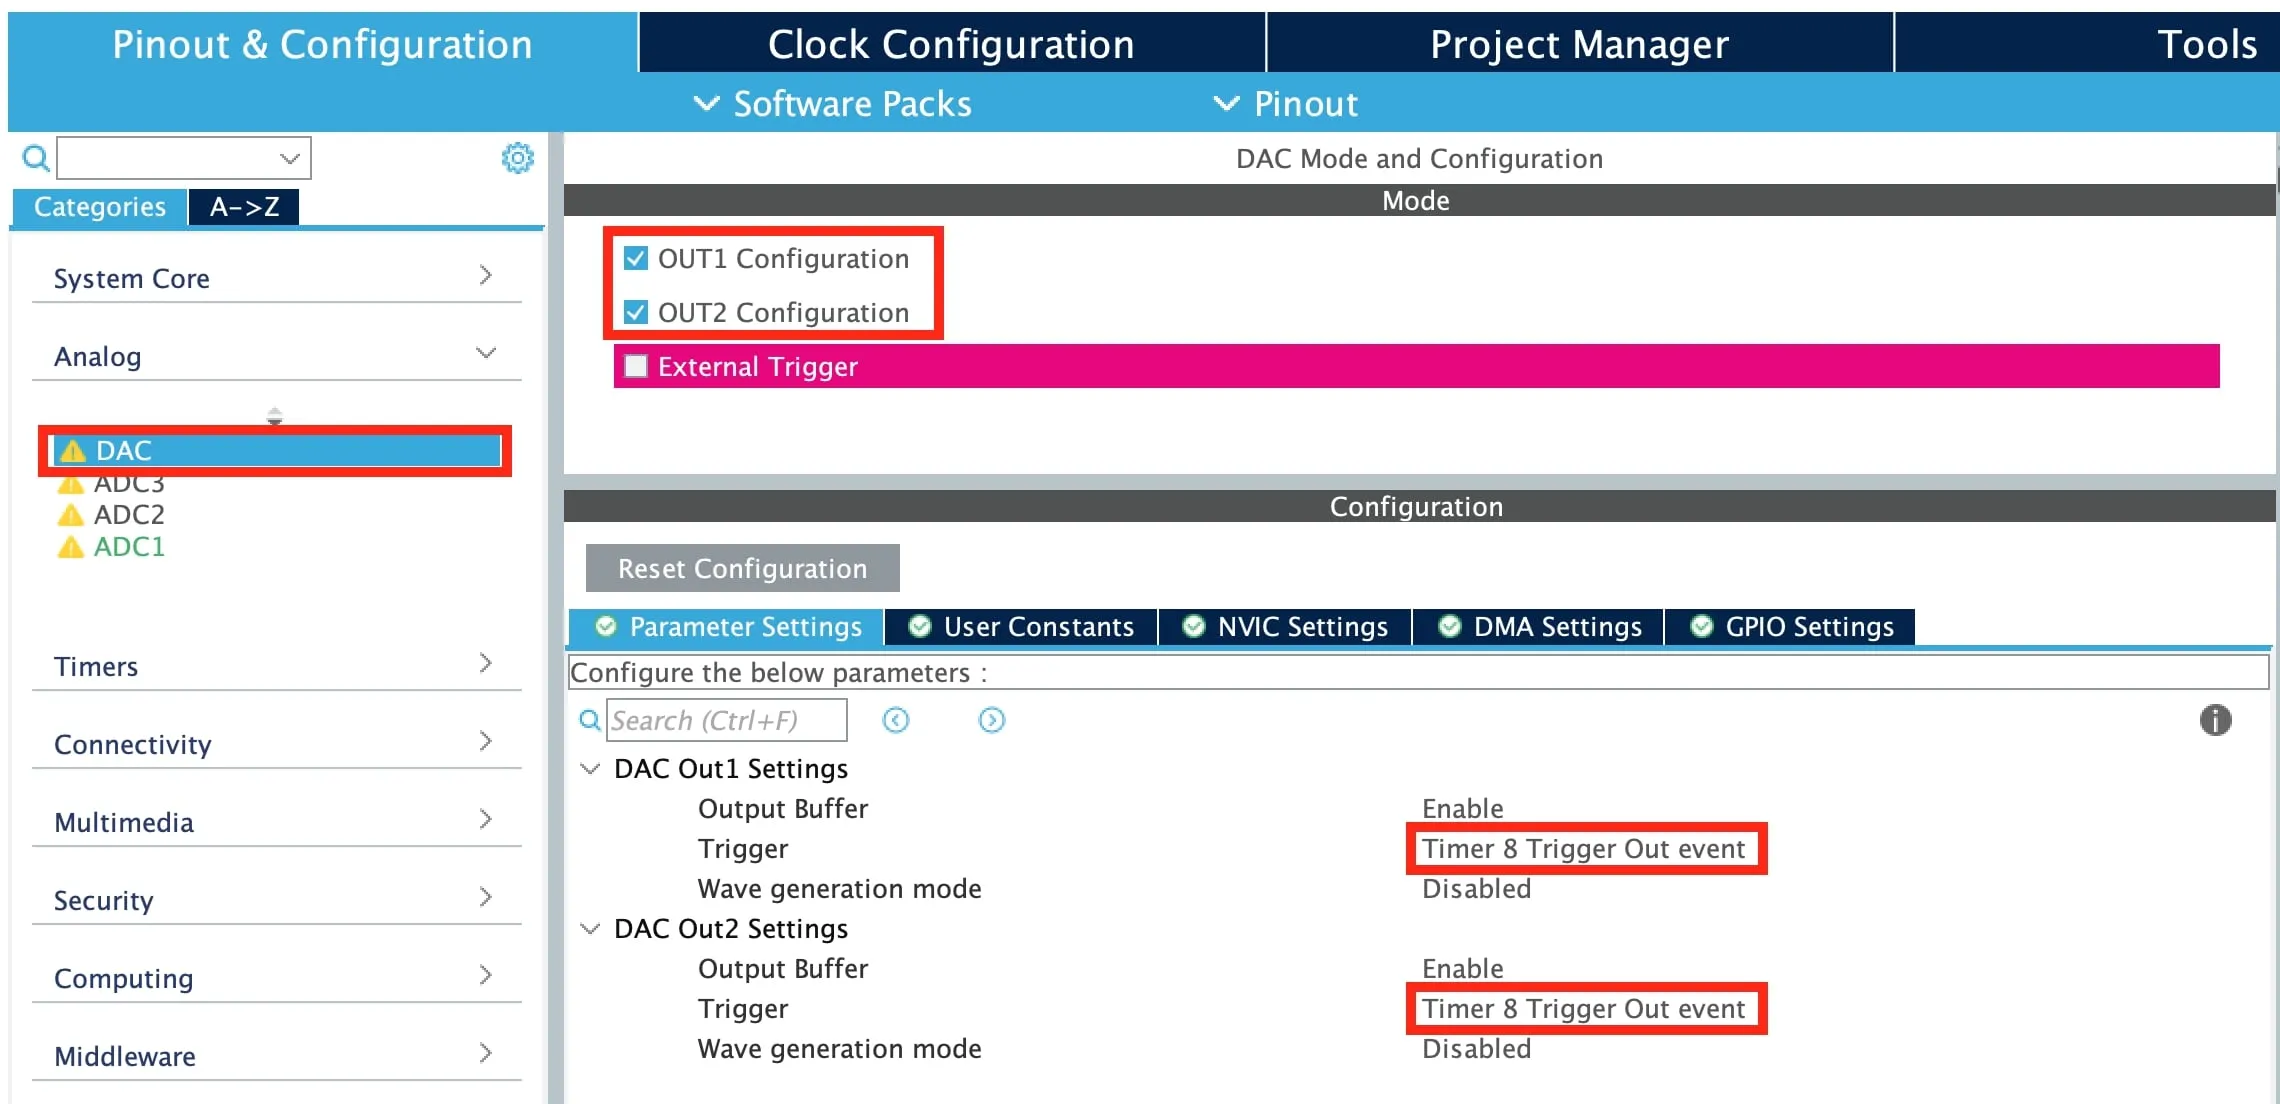 Pinout & Configuration
Clock Configuration
Project Manager
Tools
Software Packs
Pinout
Categories
A->Z
System Core
Analog
DAC
ADC3
ADC2
ADC1
Timers
Connectivity
Multimedia
Security
Computing
Middleware
DAC Mode and Configuration
Mode
OUT1 Configuration
OUT2 Configuration
External Trigger
Configuration
Reset Configuration
Parameter Settings
User Constants
NVIC Settings
DMA Settings
GPIO Settings
Configure the below parameters :
Search (Ctrl+F)
DAC Out1 Settings
Output Buffer Enable
Trigger Timer 8 Trigger Out event
Wave generation mode Disabled
DAC Out2 Settings
Output Buffer Enable
Trigger Timer 8 Trigger Out event
Wave generation mode Disabled